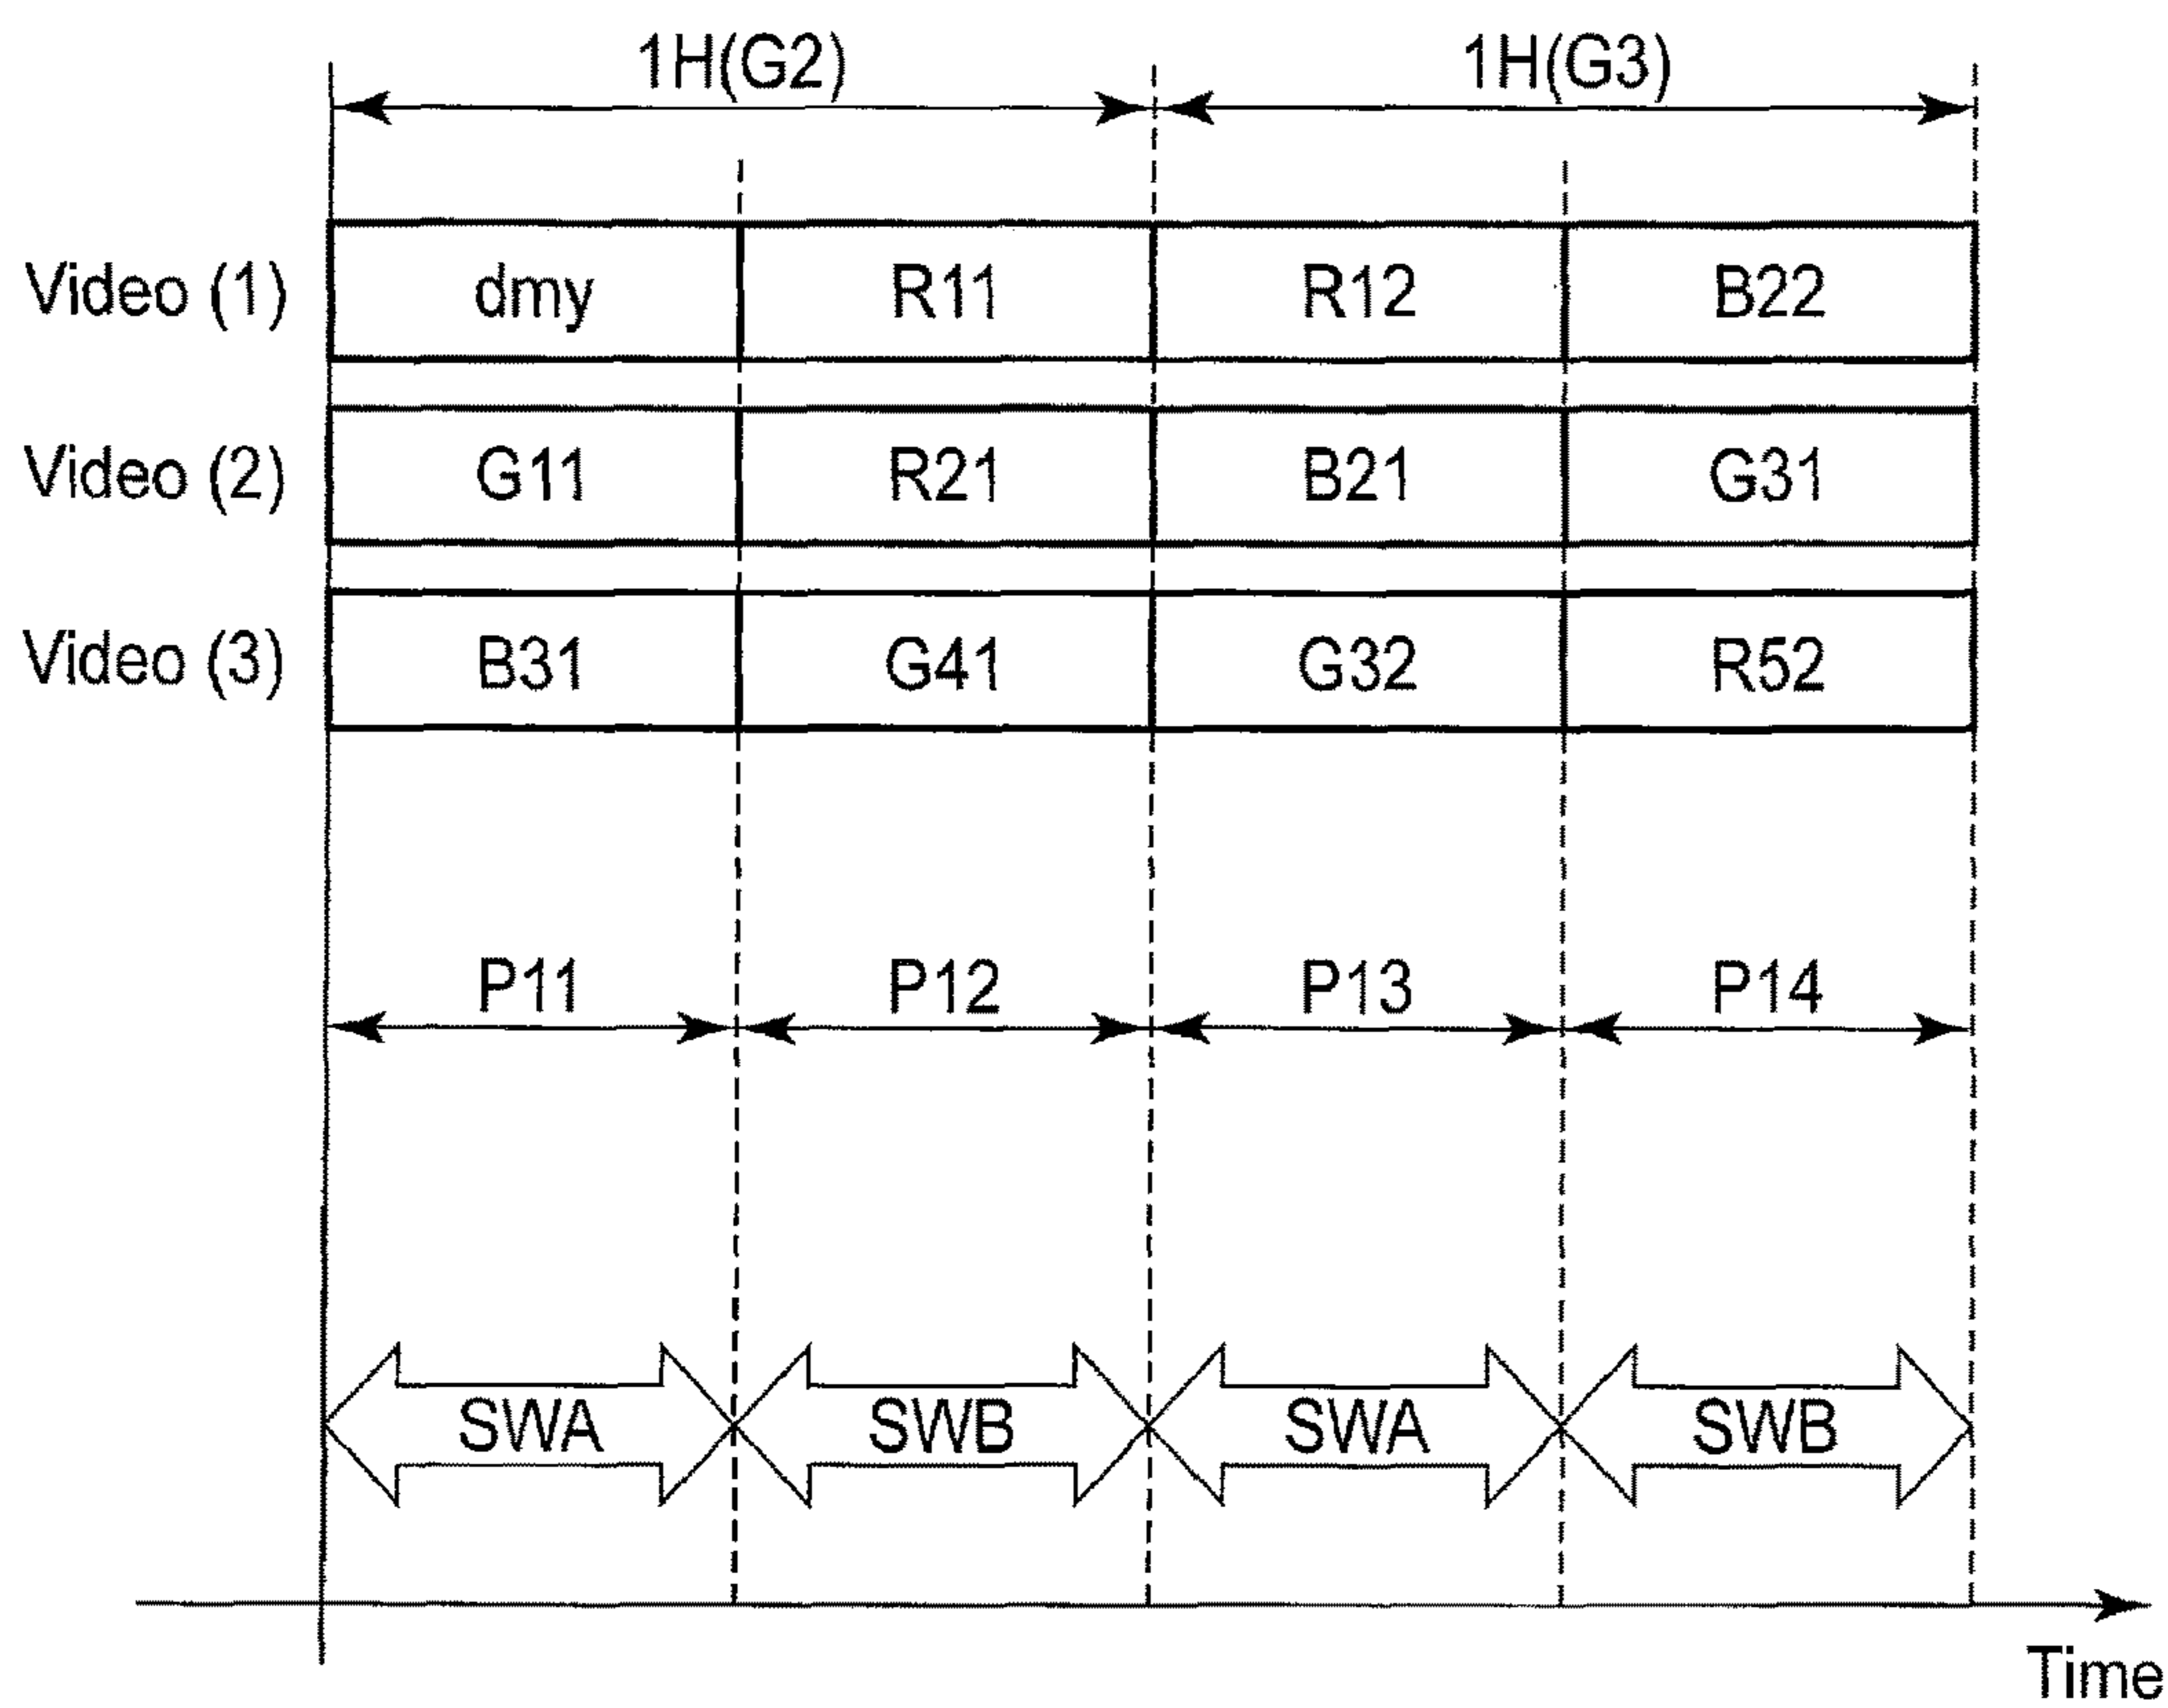 1H(G2) 1H(G3)
Video (1) dmy R11 R12 B22
Video (2) G11 R21 B21 G31
Video (3) B31 G41 G32 R52
P11 P12 P13 P14
SWA SWB SWA SWB
Time